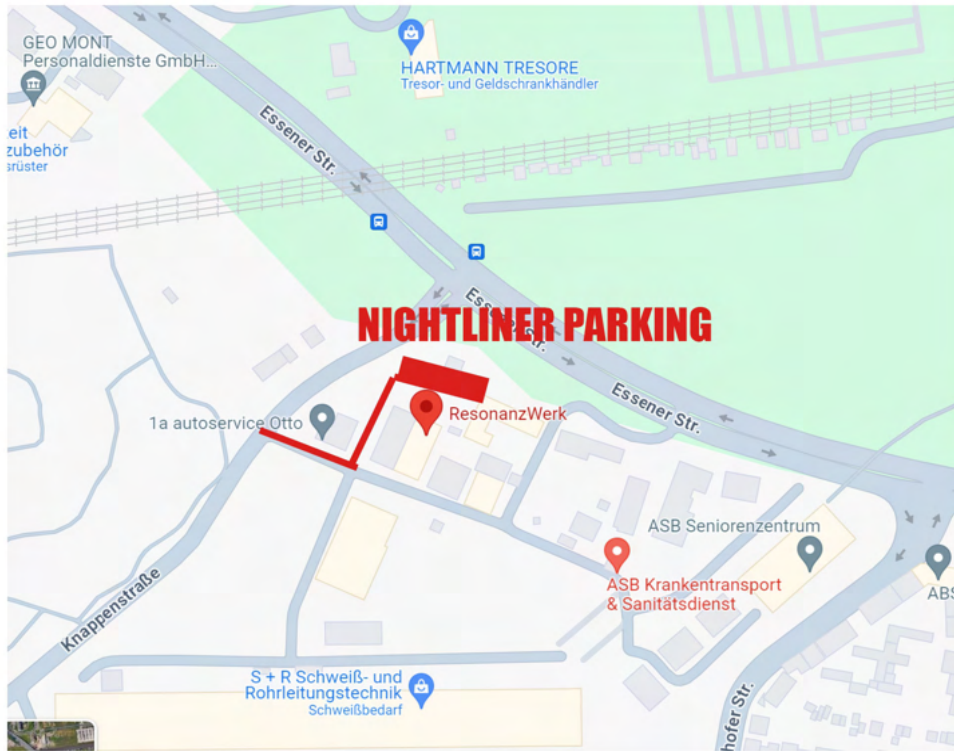 GEO MONT
Personaldienste GmbH...
HARTMANN TRESORE
Tresor- und Geldschrankhändler
eit
zubehör
srüster
Essener Str.
Essener Str.
NIGHTLINER PARKING
Essener Str.
1a autoservice Otto
ResonanzWerk
ASB Seniorenzentrum
ASB Krankentransport
& Sanitätsdienst
ABS
Knappenstraße
S + R Schweiß- und
Rohrleitungstechnik
Schweißbedarf
hofer Str.